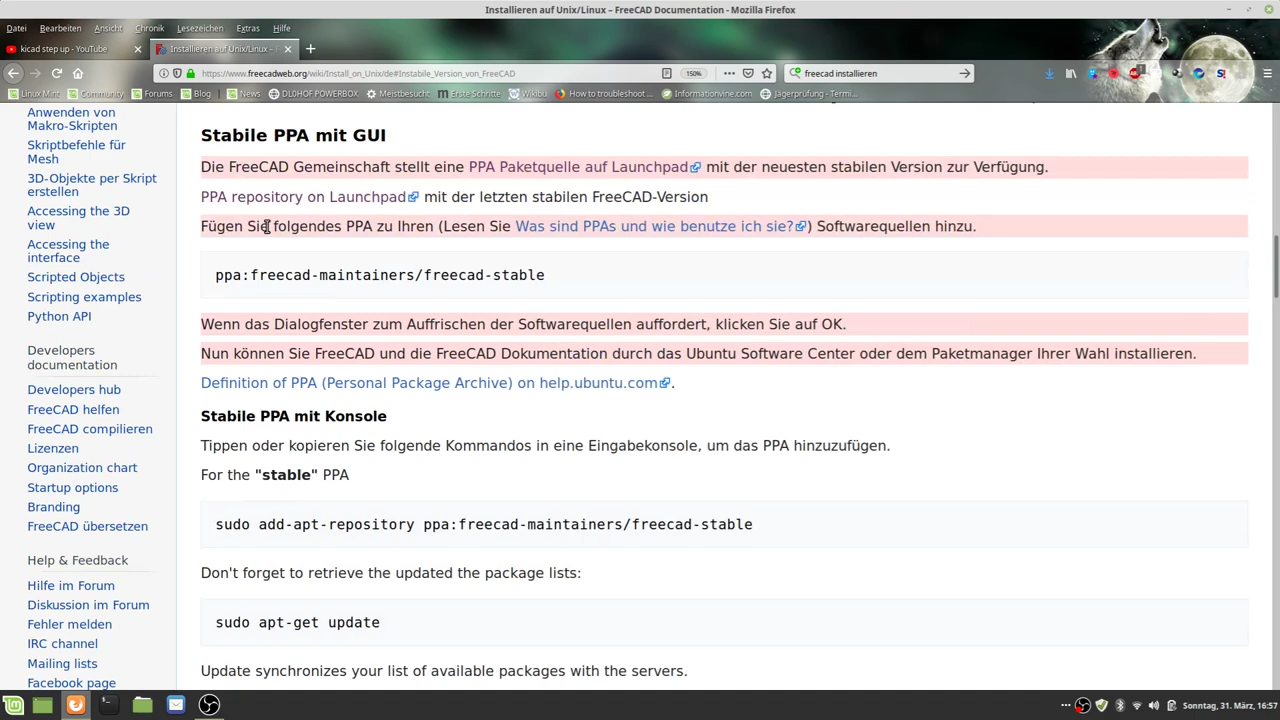 Installieren auf Unix/Linux – FreeCAD Documentation - Mozilla Firefox
Datei Bearbeiten Ansicht Chronik Lesezeichen Extras Hilfe
kicad step up - YouTube
Installieren auf Unix/Linux –
https://www.freecadweb.org/wiki/Install_on_Unix/de#Instabile_Version_von_FreeCAD
150%
freecad installieren
Linux Mint Community Forums Blog News DL0HOF POWERBOX Meistbesucht Erste Schritte Wikibu How to troubleshoot ... Informationvine.com Jägerprüfung - Termi...
Anwenden von
Makro-Skripten
Skriptbefehle für
Mesh
3D-Objekte per Skript
erstellen
Accessing the 3D
view
Accessing the
interface
Scripted Objects
Scripting examples
Python API
Developers
documentation
Developers hub
FreeCAD helfen
FreeCAD compilieren
Lizenzen
Organization chart
Startup options
Branding
FreeCAD übersetzen
Help & Feedback
Hilfe im Forum
Diskussion im Forum
Fehler melden
IRC channel
Mailing lists
Facebook page
Stabile PPA mit GUI
Die FreeCAD Gemeinschaft stellt eine PPA Paketquelle auf Launchpad mit der neuesten stabilen Version zur Verfügung.
PPA repository on Launchpad mit der letzten stabilen FreeCAD-Version
Fügen Sie folgendes PPA zu Ihren (Lesen Sie Was sind PPAs und wie benutze ich sie?) Softwarequellen hinzu.
ppa:freecad-maintainers/freecad-stable
Wenn das Dialogfenster zum Auffrischen der Softwarequellen auffordert, klicken Sie auf OK.
Nun können Sie FreeCAD und die FreeCAD Dokumentation durch das Ubuntu Software Center oder dem Paketmanager Ihrer Wahl installieren.
Definition of PPA (Personal Package Archive) on help.ubuntu.com.
Stabile PPA mit Konsole
Tippen oder kopieren Sie folgende Kommandos in eine Eingabekonsole, um das PPA hinzuzufügen.
For the "stable" PPA
sudo add-apt-repository ppa:freecad-maintainers/freecad-stable
Don't forget to retrieve the updated the package lists:
sudo apt-get update
Update synchronizes your list of available packages with the servers.
Sonntag, 31. März, 16:57